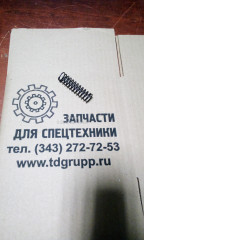 ЗАПЧАСТИ
ДЛЯ СПЕЦТЕХНИКИ
тел. (343) 272-72-53
www.tdgrupp.ru